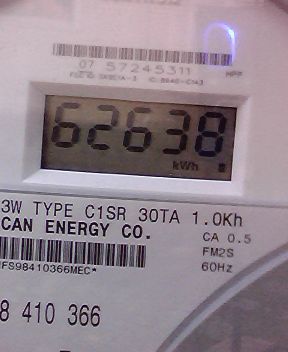 07 57245311
62638
kWh
3W TYPE C1SR 30TA 1.0Kh
CAN ENERGY CO.
CA 0.5
FM2S
60Hz
FS98410366MEC*
8 410 366